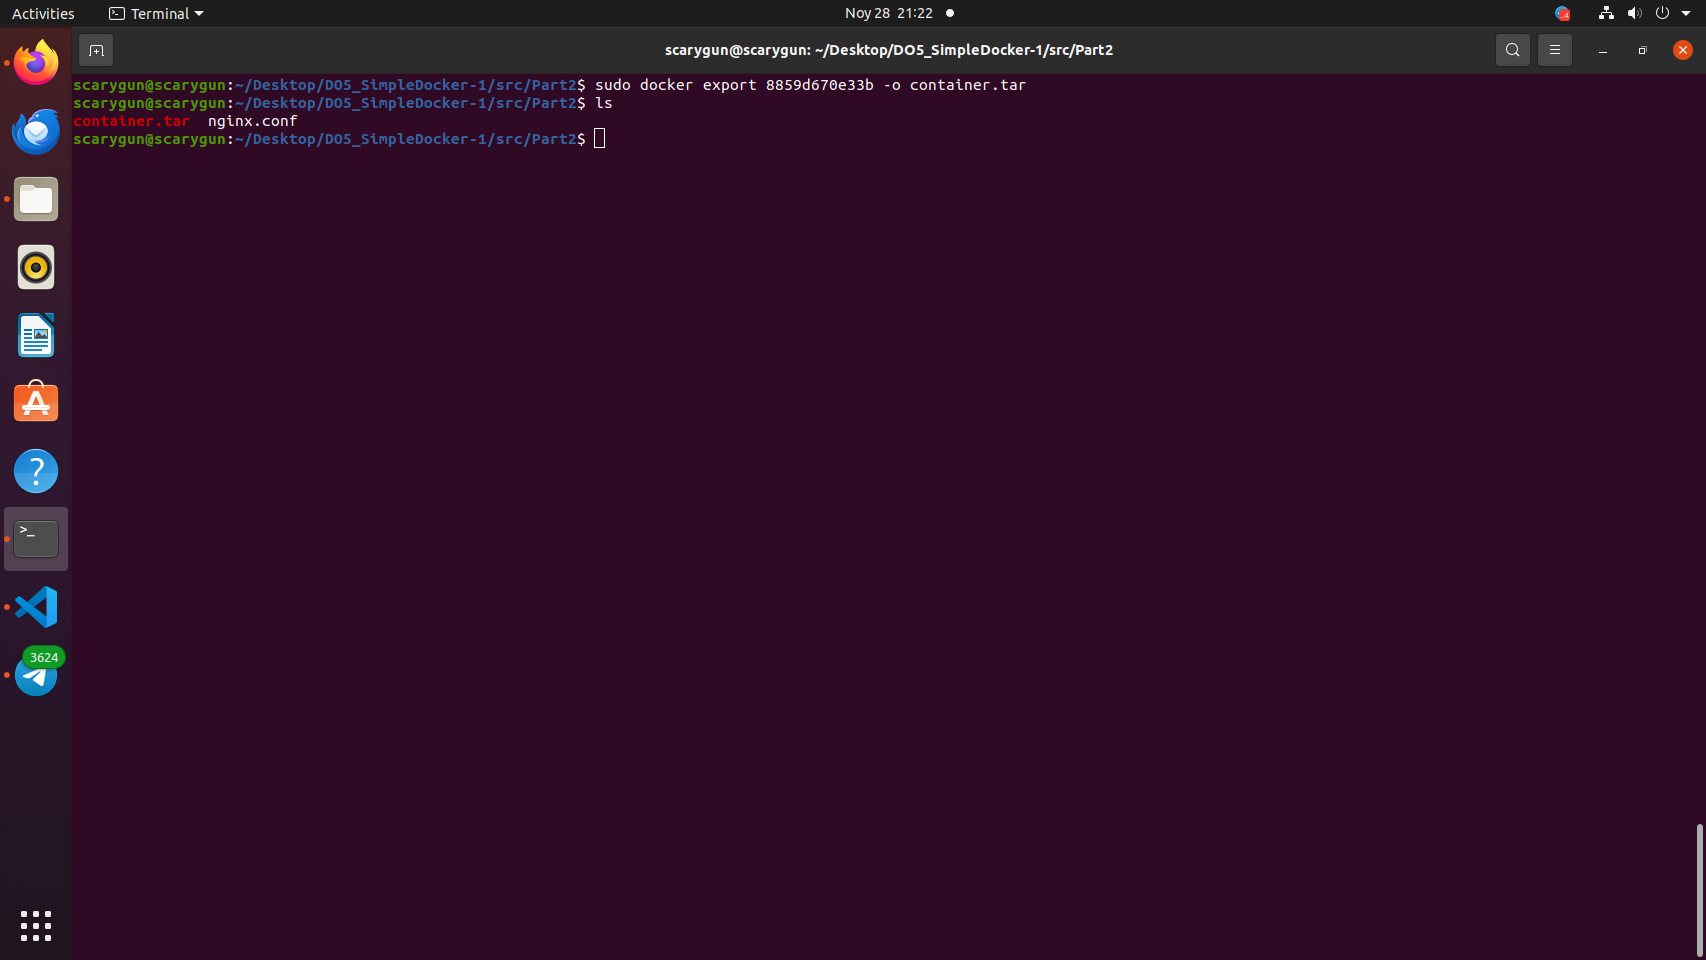 Activities
Terminal
Noy 28 21:22
scarygun@scarygun: ~/Desktop/DO5_SimpleDocker-1/src/Part2
scarygun@scarygun:~/Desktop/DO5_SimpleDocker-1/src/Part2$ sudo docker export 8859d670e33b -o container.tar
scarygun@scarygun:~/Desktop/DO5_SimpleDocker-1/src/Part2$ ls
container.tar nginx.conf
scarygun@scarygun:~/Desktop/DO5_SimpleDocker-1/src/Part2$
>_
3624